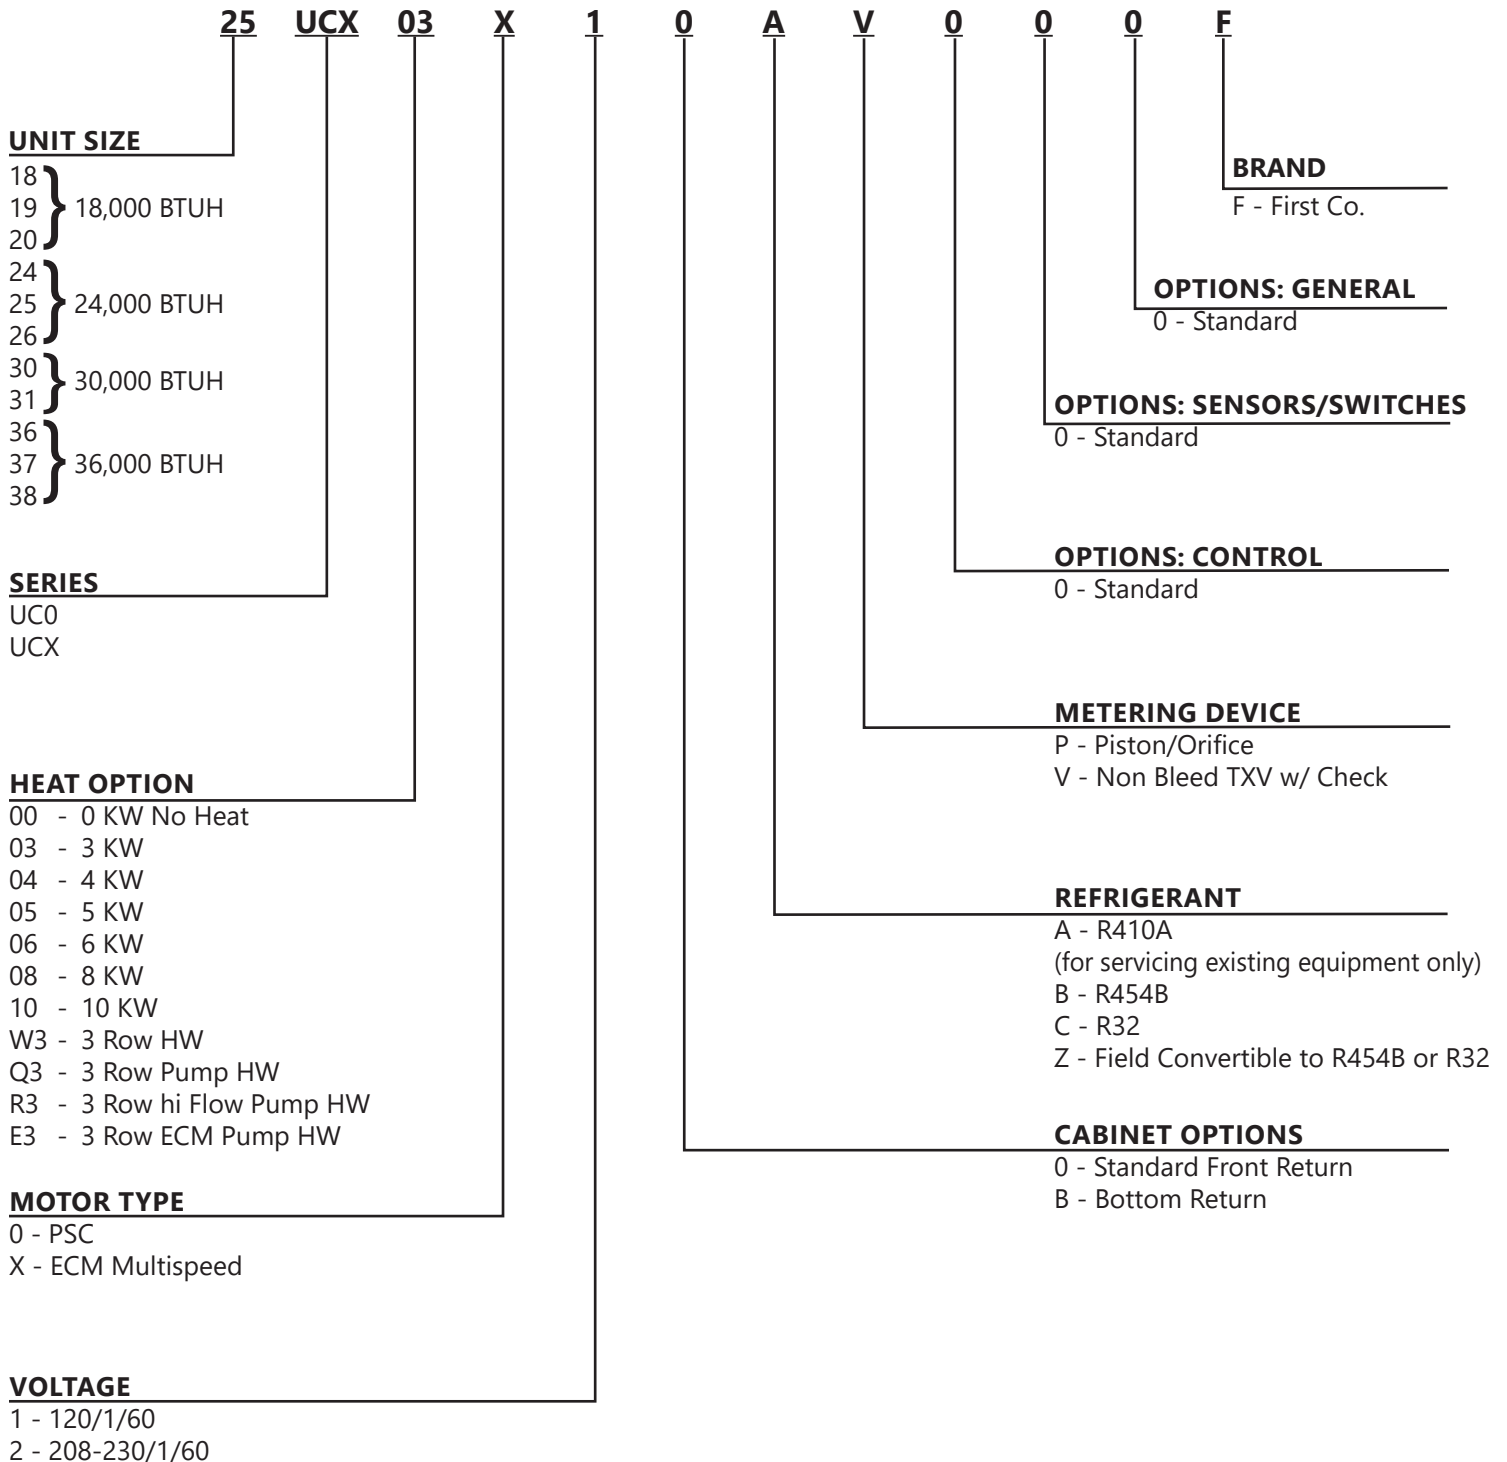 25 UCX 03 X 1 0 A V 0 0 0 F
UNIT SIZE
18
19
20
18,000 BTUH
24
25
26
24,000 BTUH
30
31
30,000 BTUH
36
37
38
36,000 BTUH
SERIES
UC0
UCX
HEAT OPTION
00 - 0 KW No Heat
03 - 3 KW
04 - 4 KW
05 - 5 KW
06 - 6 KW
08 - 8 KW
10 - 10 KW
W3 - 3 Row HW
Q3 - 3 Row Pump HW
R3 - 3 Row hi Flow Pump HW
E3 - 3 Row ECM Pump HW
MOTOR TYPE
0 - PSC
X - ECM Multispeed
VOLTAGE
1 - 120/1/60
2 - 208-230/1/60
BRAND
F - First Co.
OPTIONS: GENERAL
0 - Standard
OPTIONS: SENSORS/SWITCHES
0 - Standard
OPTIONS: CONTROL
0 - Standard
METERING DEVICE
P - Piston/Orifice
V - Non Bleed TXV w/ Check
REFRIGERANT
A - R410A
(for servicing existing equipment only)
B - R454B
C - R32
Z - Field Convertible to R454B or R32
CABINET OPTIONS
0 - Standard Front Return
B - Bottom Return